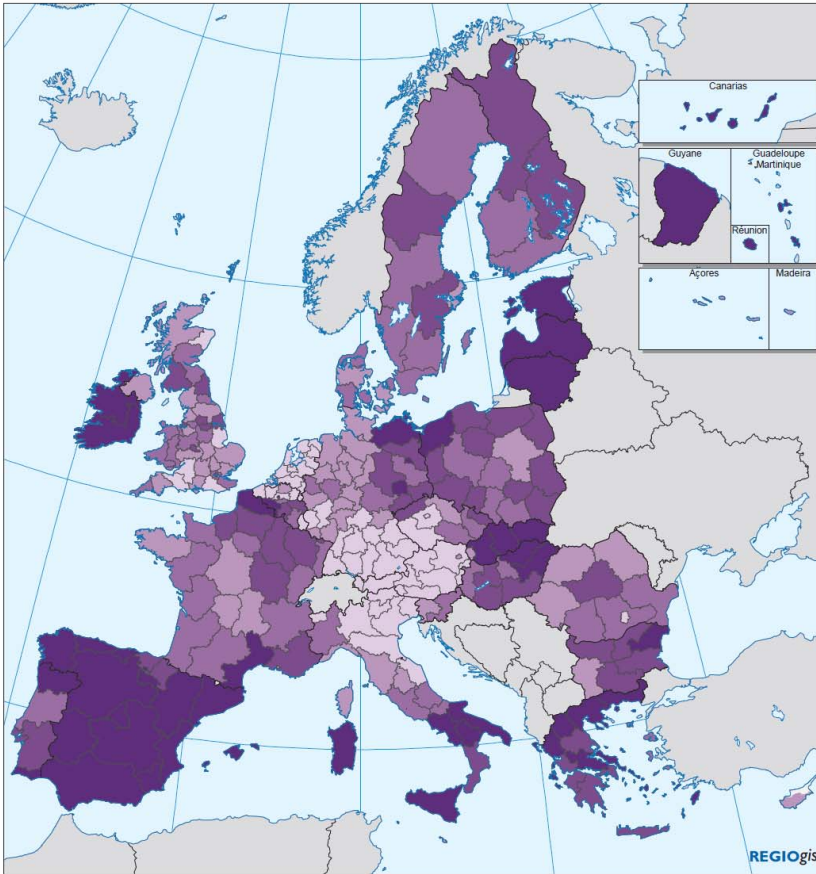 Canarias
Guyane
Guadeloupe
Martinique
Réunion
Açores
Madeira
REGIOgis